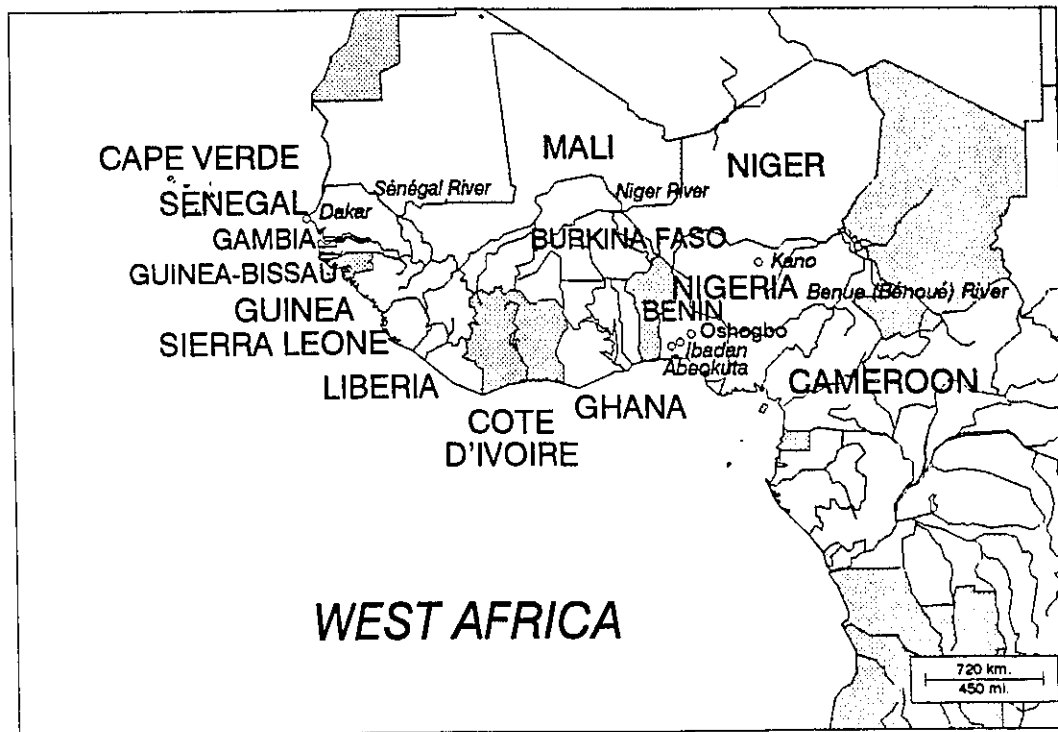 MALI
NIGER
CAPE VERDE
Sénégal River
Niger River
SENEGAL
Dakar
GAMBIA
BURKINA FASO
Kano
GUINEA-BISSAU
NIGERIA
Benue (Bénoué) River
GUINEA
BENIN
SIERRA LEONE
Oshogbo
Ibadan
Abeokuta
LIBERIA
CAMEROON
GHANA
COTE
D'IVOIRE
WEST AFRICA
720 km.
450 mi.